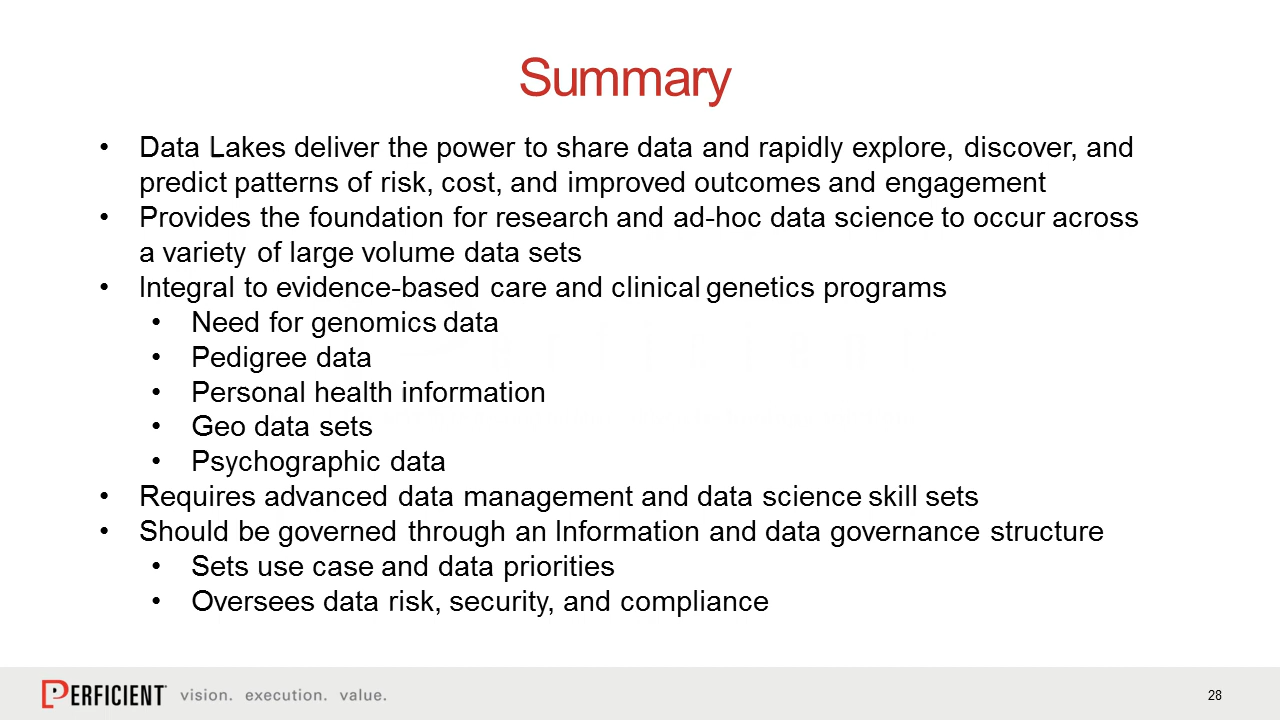 Summary
• Data Lakes deliver the power to share data and rapidly explore, discover, and
predict patterns of risk, cost, and improved outcomes and engagement
• Provides the foundation for research and ad-hoc data science to occur across
a variety of large volume data sets
• Integral to evidence-based care and clinical genetics programs
• Need for genomics data
• Pedigree data
• Personal health information
• Geo data sets
• Psychographic data
• Requires advanced data management and data science skill sets
• Should be governed through an Information and data governance structure
• Sets use case and data priorities
• Oversees data risk, security, and compliance
PERFICIENT vision. execution. value.
28